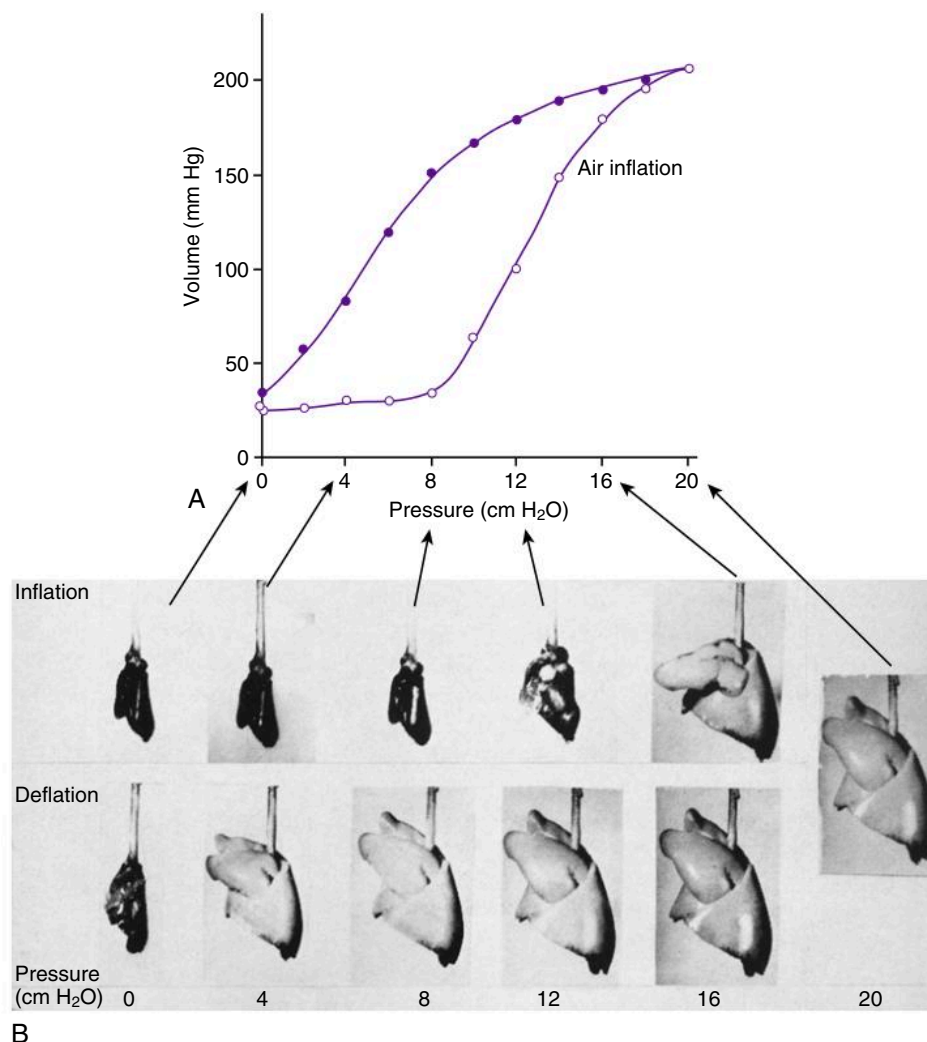 200
150
100
50
0
Volume (mm Hg)
Air inflation
0 4 8 12 16 20
A
Pressure (cm H₂O)
Inflation
Deflation
Pressure
(cm H₂O) 0 4 8 12 16 20
B